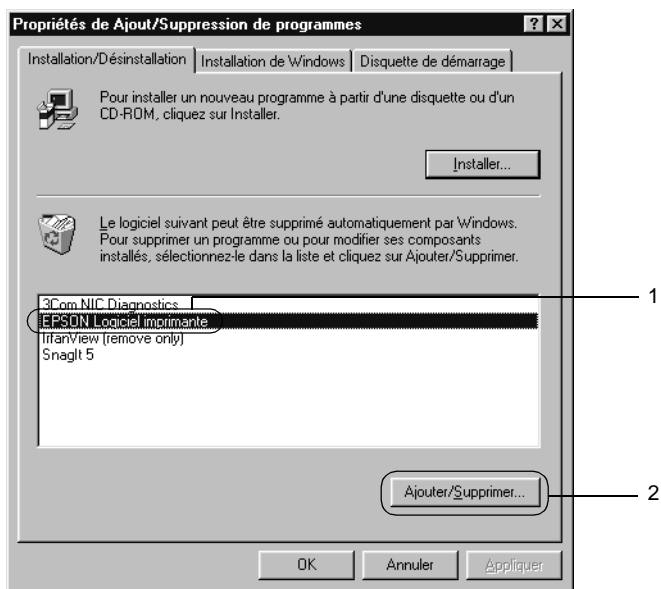 Propriétés de Ajout/Suppression de programmes
Installation/Désinstallation
Installation de Windows
Disquette de démarrage
Pour installer un nouveau programme à partir d'une disquette ou d'un
CD-ROM, cliquez sur Installer.
Installer...
Le logiciel suivant peut être supprimé automatiquement par Windows.
Pour supprimer un programme ou pour modifier ses composants
installés, sélectionnez-le dans la liste et cliquez sur Ajouter/Supprimer.
3Com NIC Diagnostics
1
EPSON Logiciel imprimante
IrfanView (remove only)
SnagIt 5
Ajouter/Supprimer...
2
OK
Annuler
Appliquer